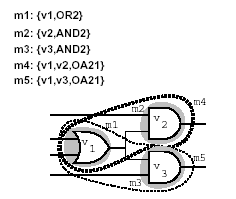 m1: {v1,OR2}
m2: {v2,AND2}
m3: {v3,AND2}
m4: {v1,v2,OA21}
m5: {v1,v3,OA21}
m4
m2
m1
v2
v1
m5
v3
m3